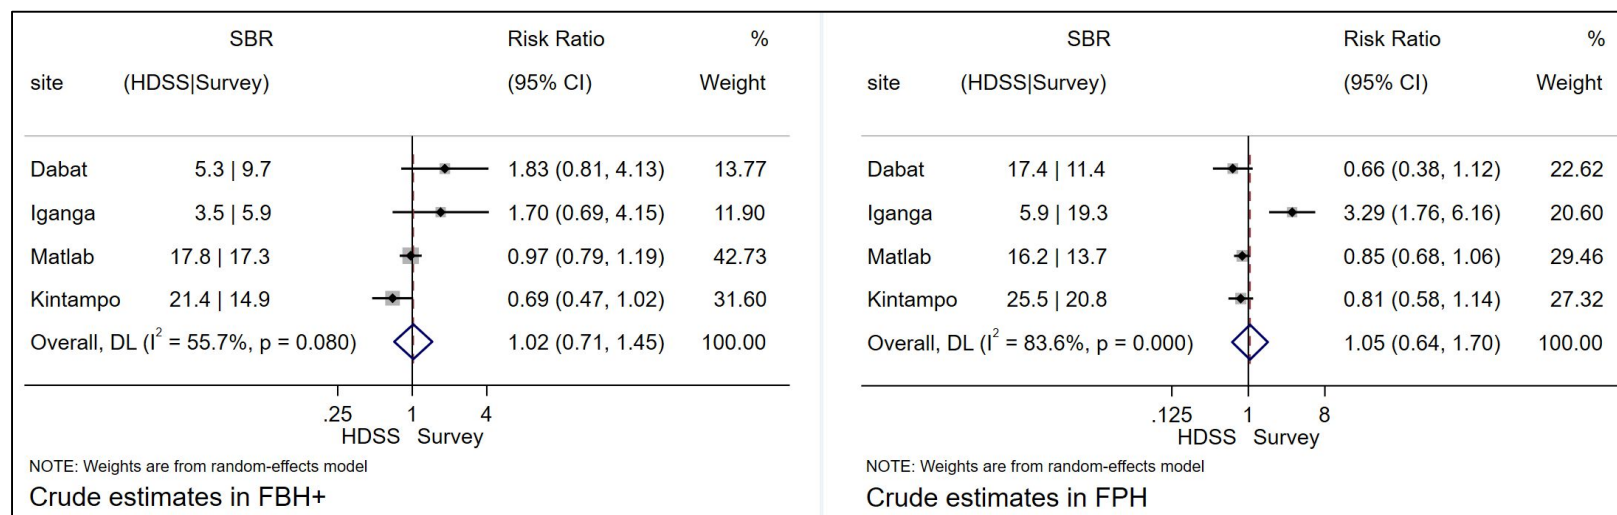 SBR Risk Ratio %
site (HDSS|Survey) (95% CI) Weight
Dabat 5.3 | 9.7 1.83 (0.81, 4.13) 13.77
Iganga 3.5 | 5.9 1.70 (0.69, 4.15) 11.90
Matlab 17.8 | 17.3 0.97 (0.79, 1.19) 42.73
Kintampo 21.4 | 14.9 0.69 (0.47, 1.02) 31.60
Overall, DL (I² = 55.7%, p = 0.080) 1.02 (0.71, 1.45) 100.00
.25 1 4
HDSS Survey
NOTE: Weights are from random-effects model
Crude estimates in FBH+
SBR Risk Ratio %
site (HDSS|Survey) (95% CI) Weight
Dabat 17.4 | 11.4 0.66 (0.38, 1.12) 22.62
Iganga 5.9 | 19.3 3.29 (1.76, 6.16) 20.60
Matlab 16.2 | 13.7 0.85 (0.68, 1.06) 29.46
Kintampo 25.5 | 20.8 0.81 (0.58, 1.14) 27.32
Overall, DL (I² = 83.6%, p = 0.000) 1.05 (0.64, 1.70) 100.00
.125 1 8
HDSS Survey
NOTE: Weights are from random-effects model
Crude estimates in FPH